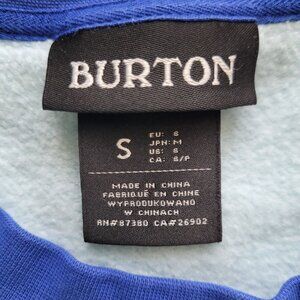 BURTON
S
EU: S
JPN: M
US: S
CA: S/P
MADE IN CHINA
FABRIQUÉ EN CHINE
WYPRODUKOWANO
W CHINACH
RN#87380 CA#26902